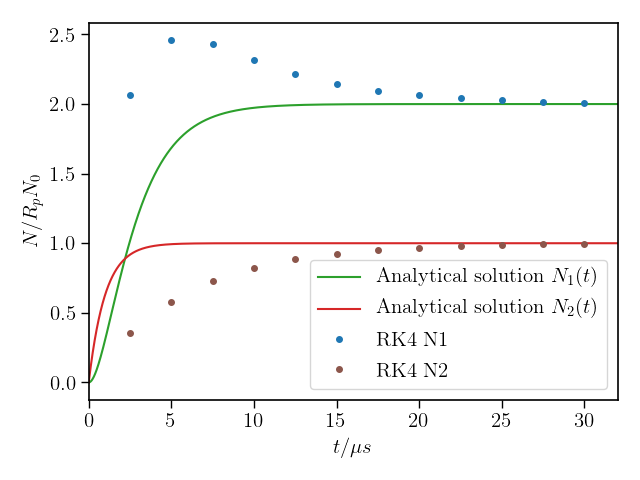 2.5
2.0
1.5
1.0
0.5
0.0
N/R_pN_0
0 5 10 15 20 25 30
t/μs
Analytical solution N_1(t)
Analytical solution N_2(t)
RK4 N1
RK4 N2